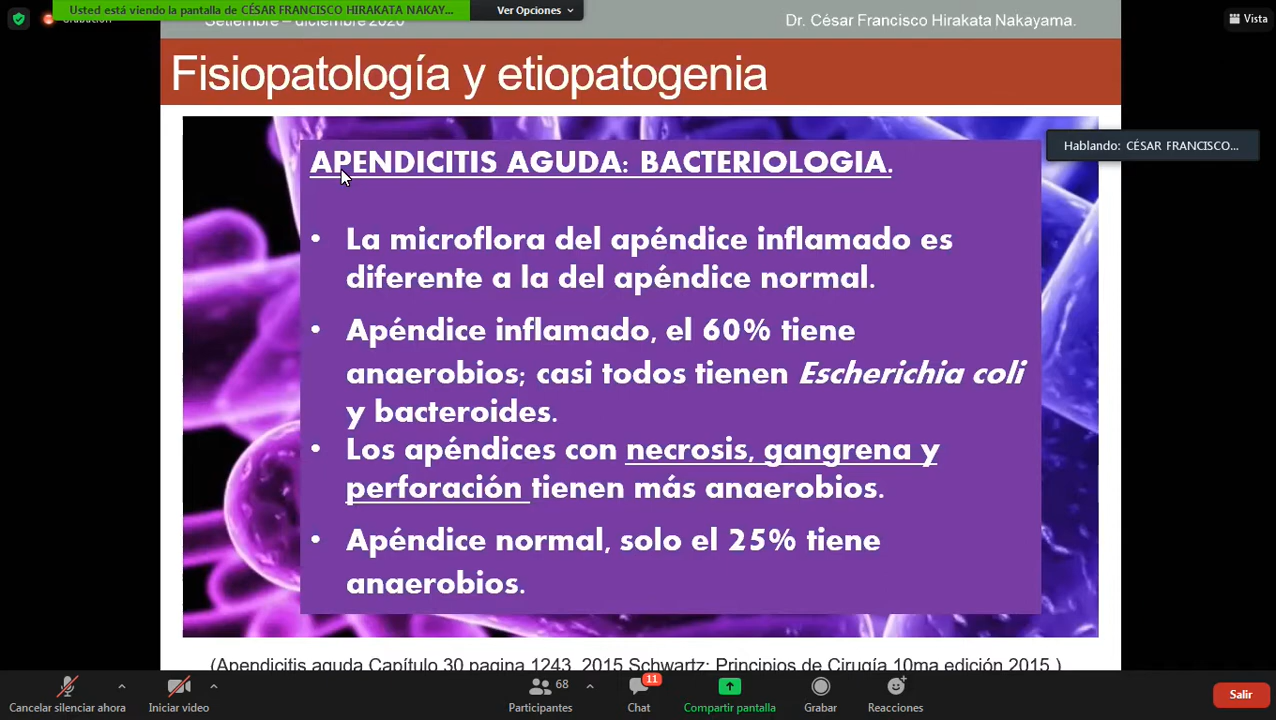 Usted está viendo la pantalla de CÉSAR FRANCISCO HIRAKATA NAKAY...
Ver Opciones
Grabación
Setiembre – diciembre 2020
Dr. César Francisco Hirakata Nakayama.
Vista
Fisiopatología y etiopatogenia
Hablando: CÉSAR FRANCISCO...
APENDICITIS AGUDA: BACTERIOLOGIA.
• La microflora del apéndice inflamado es
diferente a la del apéndice normal.
• Apéndice inflamado, el 60% tiene
anaerobios; casi todos tienen Escherichia coli
y bacteroides.
• Los apéndices con necrosis, gangrena y
perforación tienen más anaerobios.
• Apéndice normal, solo el 25% tiene
anaerobios.
(Apendicitis aguda Capítulo 30 pagina 1243, 2015 Schwartz: Principios de Cirugía 10ma edición 2015.)
Cancelar silenciar ahora
Iniciar video
68
Participantes
11
Chat
Compartir pantalla
Grabar
Reacciones
Salir